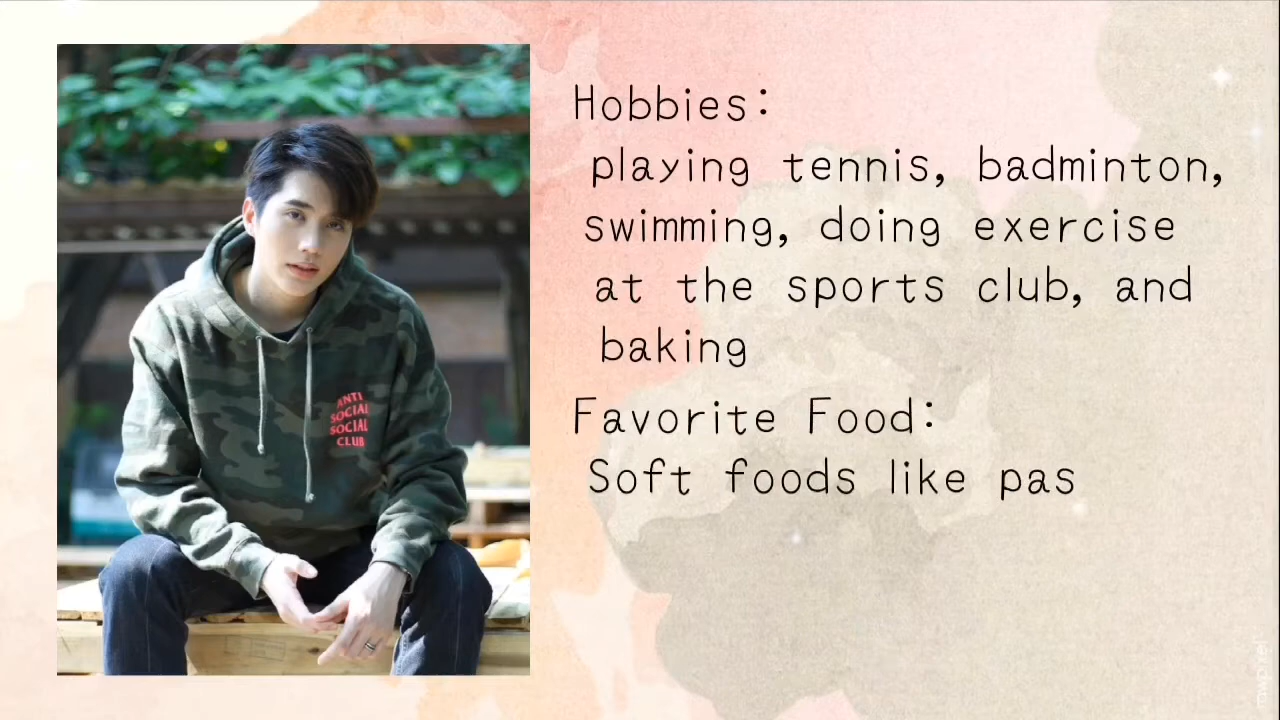 Hobbies:
playing tennis, badminton,
swimming, doing exercise
at the sports club, and
baking
Favorite Food:
Soft foods like pas
ANTI
SOCIAL
SOCIAL
CLUB
rawpixel